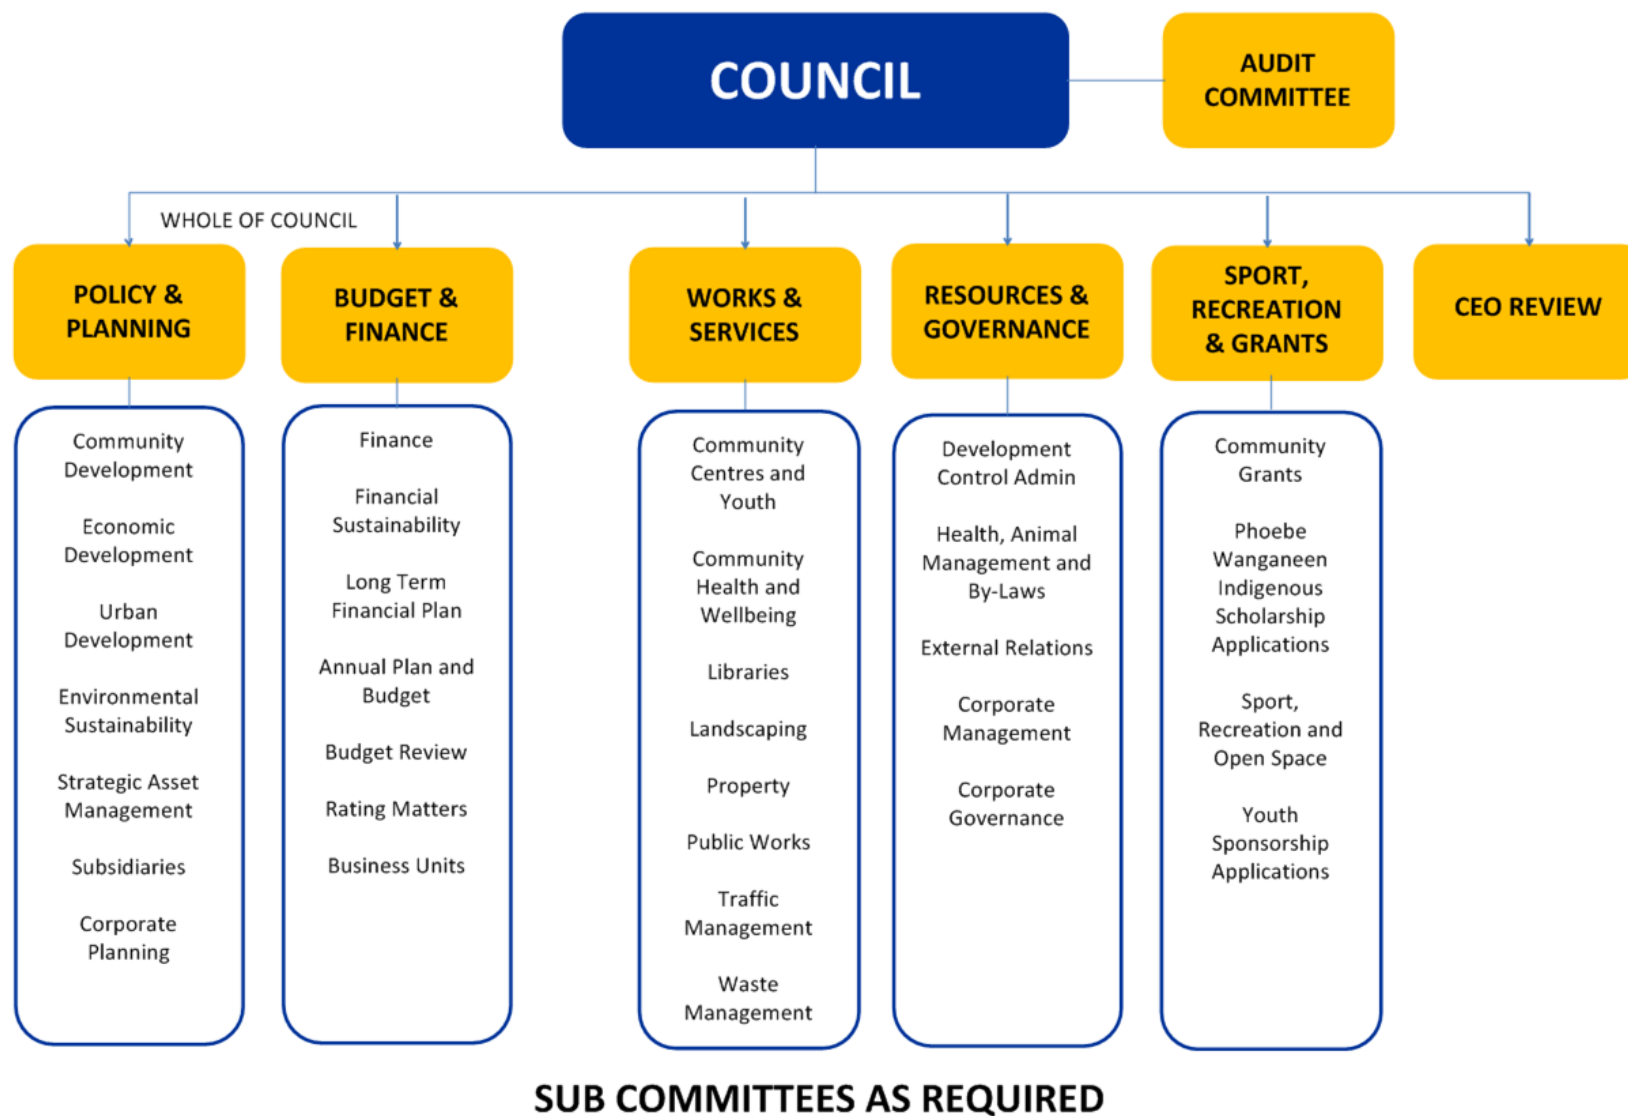 COUNCIL
AUDIT
COMMITTEE
WHOLE OF COUNCIL
POLICY &
PLANNING
BUDGET &
FINANCE
WORKS &
SERVICES
RESOURCES &
GOVERNANCE
SPORT,
RECREATION
& GRANTS
CEO REVIEW
Community
Development
Economic
Development
Urban
Development
Environmental
Sustainability
Strategic Asset
Management
Subsidiaries
Corporate
Planning
Finance
Financial
Sustainability
Long Term
Financial Plan
Annual Plan and
Budget
Budget Review
Rating Matters
Business Units
Community
Centres and
Youth
Community
Health and
Wellbeing
Libraries
Landscaping
Property
Public Works
Traffic
Management
Waste
Management
Development
Control Admin
Health, Animal
Management and
By-Laws
External Relations
Corporate
Management
Corporate
Governance
Community
Grants
Phoebe
Wanganeen
Indigenous
Scholarship
Applications
Sport,
Recreation and
Open Space
Youth
Sponsorship
Applications
SUB COMMITTEES AS REQUIRED